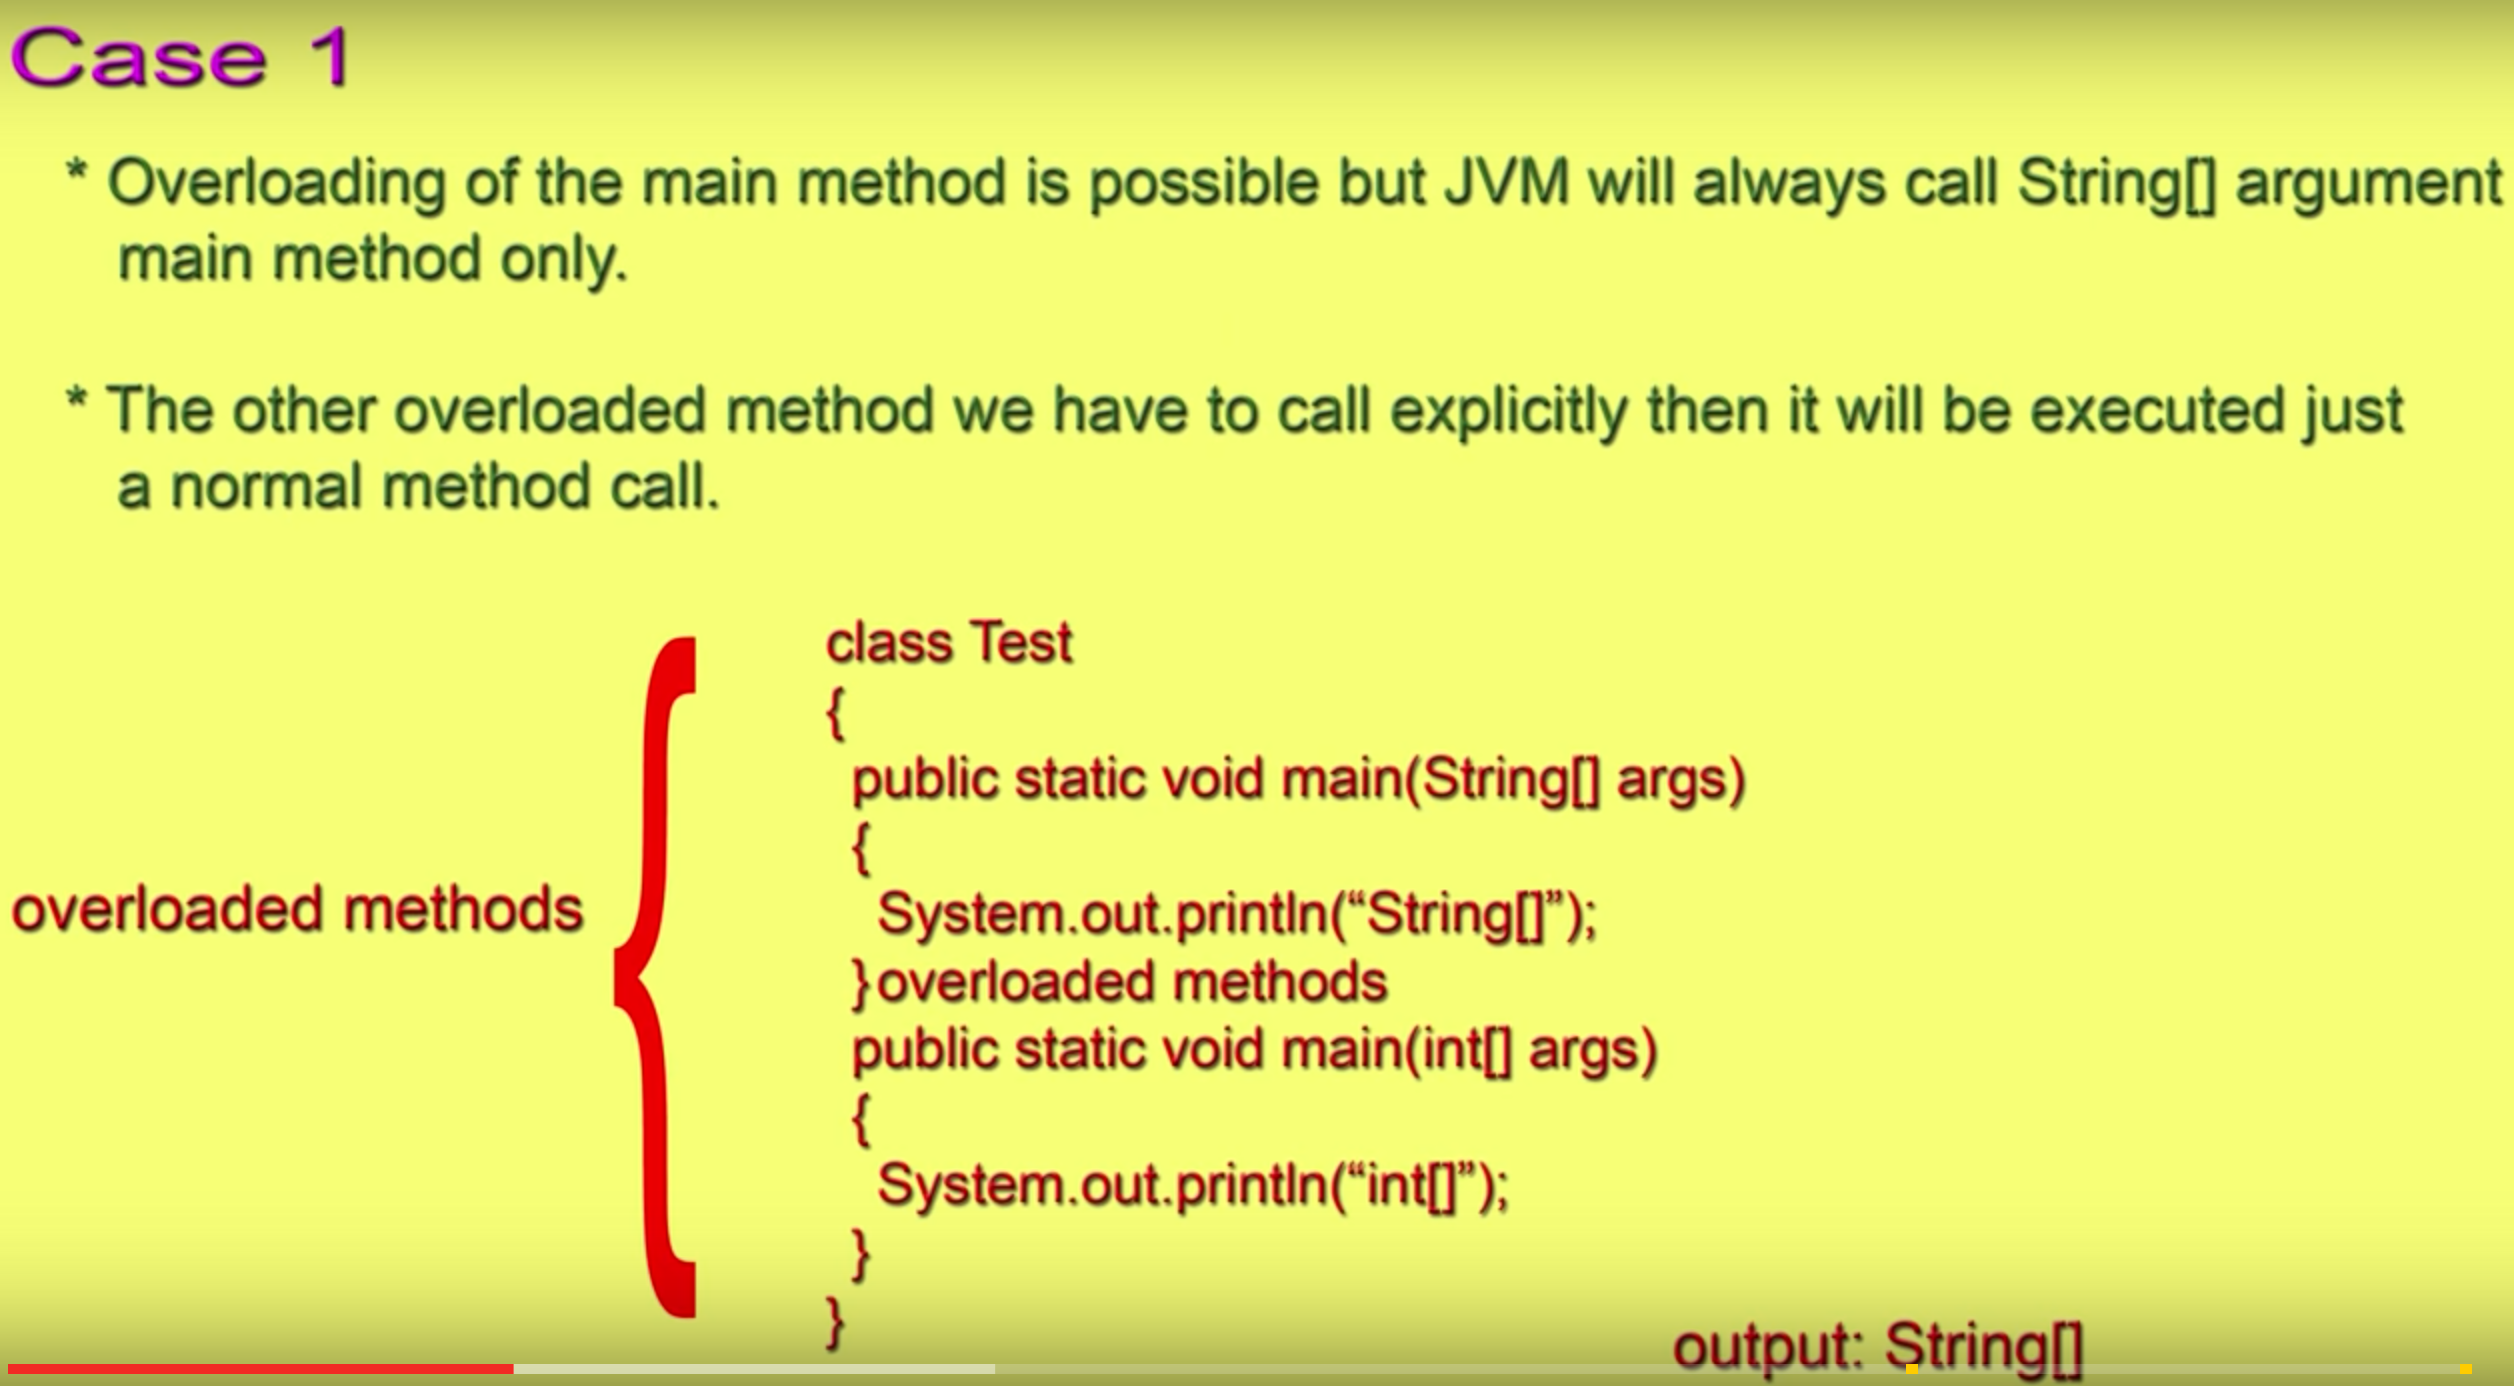 Case 1
* Overloading of the main method is possible but JVM will always call String[] argument
main method only.
* The other overloaded method we have to call explicitly then it will be executed just
a normal method call.
overloaded methods
class Test
{
public static void main(String[] args)
{
System.out.println(“String[]”);
}overloaded methods
public static void main(int[] args)
{
System.out.println(“int[]”);
}
}
output: String[]